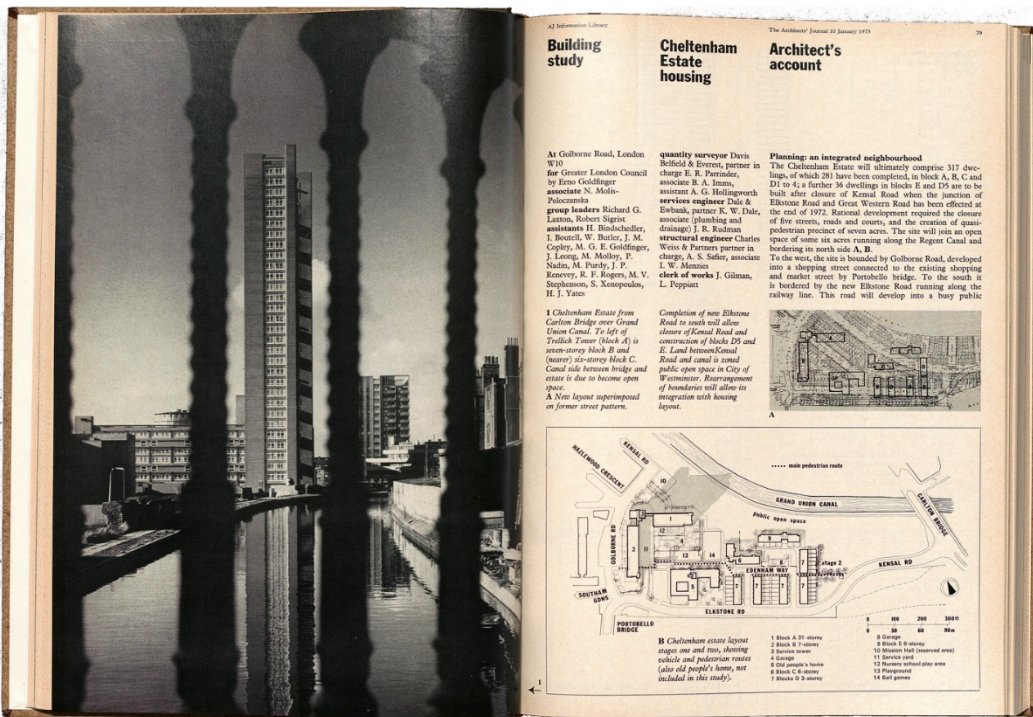 AJ Information Library
The Architects' Journal 10 January 1973
79
Building
study
Cheltenham
Estate
housing
Architect's
account
At Golborne Road, London
W10
for Greater London Council
by Erno Goldfinger
associate N. Molis-
Poloczanska
group leaders Richard G.
Laxton, Robert Sigrist
assistants H. Bindschedler,
I. Boutell, W. Butler, J. M.
Copley, M. G. E. Goldfinger,
J. Leong, M. Molloy, P.
Nadin, M. Purdy, J. P.
Renevey, R. F. Rogers, M. V.
Stephenson, S. Xenopoulos,
H. J. Yates
1 Cheltenham Estate from
Carlton Bridge over Grand
Union Canal. To left of
Trellick Tower (block A) is
seven-storey block B and
(nearer) six-storey block C.
Canal side between bridge and
estate is due to become open
space.
A New layout superimposed
on former street pattern.
quantity surveyor Davis
Belfield & Everest, partner in
charge E. R. Parrinder,
associate B. A. Imms,
assistant A. G. Hollingworth
services engineer Dale &
Ewbank, partner K. W. Dale,
associate (plumbing and
drainage) J. R. Rudman
structural engineer Charles
Weiss & Partners partner in
charge, A. S. Safier, associate
I. W. Menzies
clerk of works J. Gilman,
L. Peppiatt
Completion of new Elkstone
Road to south will allow
closure of Kensal Road and
construction of blocks D5 and
E. Land between Kensal
Road and canal is zoned
public open space in City of
Westminster. Rearrangement
of boundaries will allow its
integration with housing
layout.
Planning: an integrated neighbourhood
The Cheltenham Estate will ultimately comprise 317 dwel-
lings, of which 281 have been completed, in block A, B, C and
D1 to 4; a further 36 dwellings in blocks E and D5 are to be
built after closure of Kensal Road when the junction of
Elkstone Road and Great Western Road has been effected at
the end of 1972. Rational development required the closure
of five streets, roads and courts, and the creation of quasi-
pedestrian precinct of seven acres. The site will join an open
space of some six acres running along the Regent Canal and
bordering its north side A, B.
To the west, the site is bounded by Golborne Road, developed
into a shopping street connected to the existing shopping
and market street by Portobello bridge. To the south it
is bordered by the new Elkstone Road running along the
railway line. This road will develop into a busy public
A
KENSAL RD
HAZLEWOOD CRESCENT
main pedestrian route
GRAND UNION CANAL
CARLTON BRIDGE
public open space
10
1
12
4
2
11
13
14
6
9
8
7
stage 2
KENSAL RD
GOLBORNE RD
EDENHAM WAY
5
7
7
7
7
SOUTHAM
GDNS
ELKSTONE RD
PORTOBELLO
BRIDGE
0 100 200 300ft
0 30 60 90m
B Cheltenham estate layout
stages one and two, showing
vehicle and pedestrian routes
(also old people's home, not
included in this study).
1 Block A 31-storey
2 Block B 7-storey
3 Service tower
4 Garage
5 Old people's home
6 Block C 6-storey
7 Blocks D 3-storey
8 Garage
9 Block E 6-storey
10 Mission Hall (reserved area)
11 Service yard
12 Nursery school play area
13 Playground
14 Ball games
1